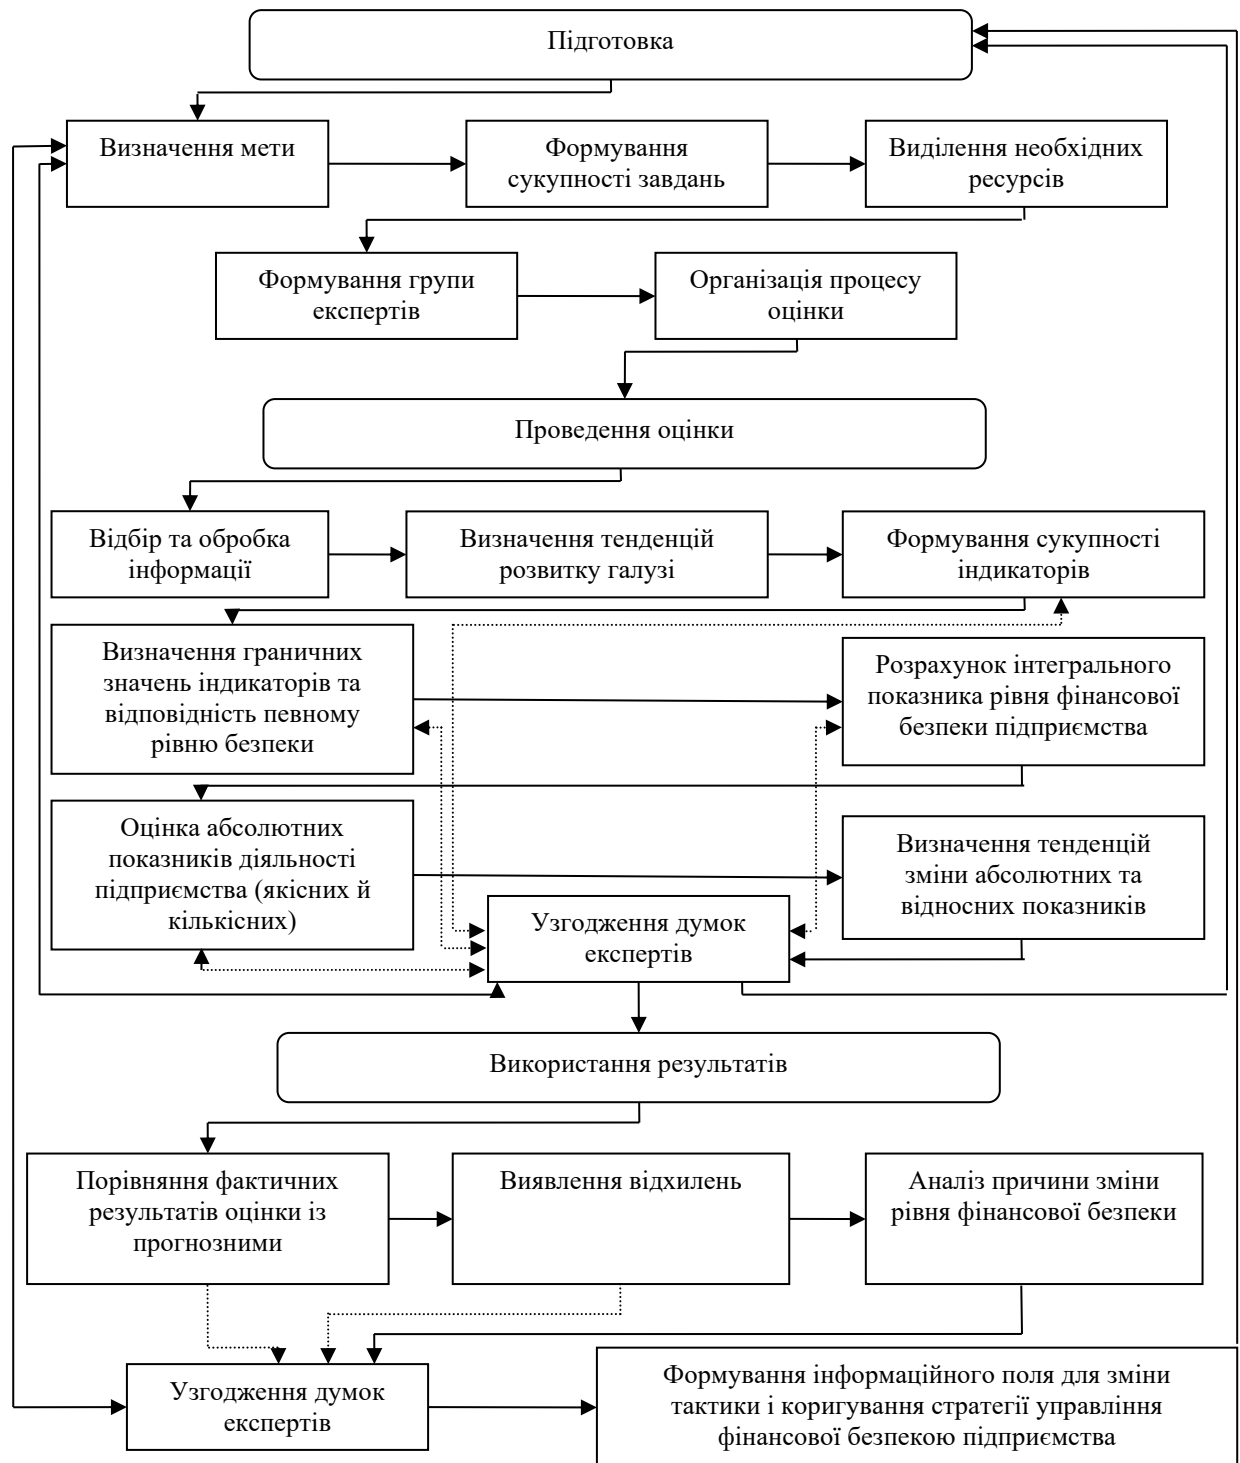 Підготовка
Визначення мети
Формування
сукупності завдань
Виділення необхідних
ресурсів
Формування групи
експертів
Організація процесу
оцінки
Проведення оцінки
Відбір та обробка
інформації
Визначення тенденцій
розвитку галузі
Формування сукупності
індикаторів
Визначення граничних
значень індикаторів та
відповідність певному
рівню безпеки
Розрахунок інтегрального
показника рівня фінансової
безпеки підприємства
Оцінка абсолютних
показників діяльності
підприємства (якісних й
кількісних)
Визначення тенденцій
зміни абсолютних та
відносних показників
Узгодження думок
експертів
Використання результатів
Порівняння фактичних
результатів оцінки із
прогнозними
Виявлення відхилень
Аналіз причини зміни
рівня фінансової безпеки
Узгодження думок
експертів
Формування інформаційного поля для зміни
тактики і коригування стратегії управління
фінансової безпекою підприємства